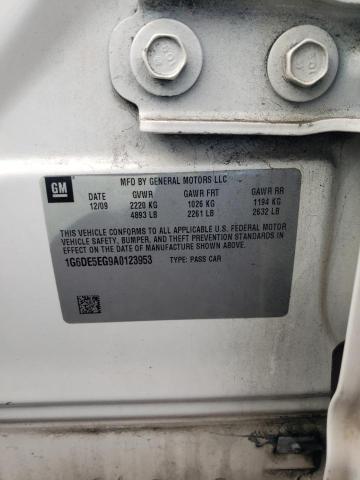 GM
MFD BY GENERAL MOTORS LLC
DATE GVWR GAWR FRT GAWR RR
12/09 2220 KG 1026 KG 1194 KG
4893 LB 2261 LB 2632 LB
THIS VEHICLE CONFORMS TO ALL APPLICABLE U.S. FEDERAL MOTOR
VEHICLE SAFETY, BUMPER, AND THEFT PREVENTION STANDARDS
IN EFFECT ON THE DATE OF MANUFACTURE SHOWN ABOVE.
1G6DE5EG9A0123953 TYPE: PASS CAR